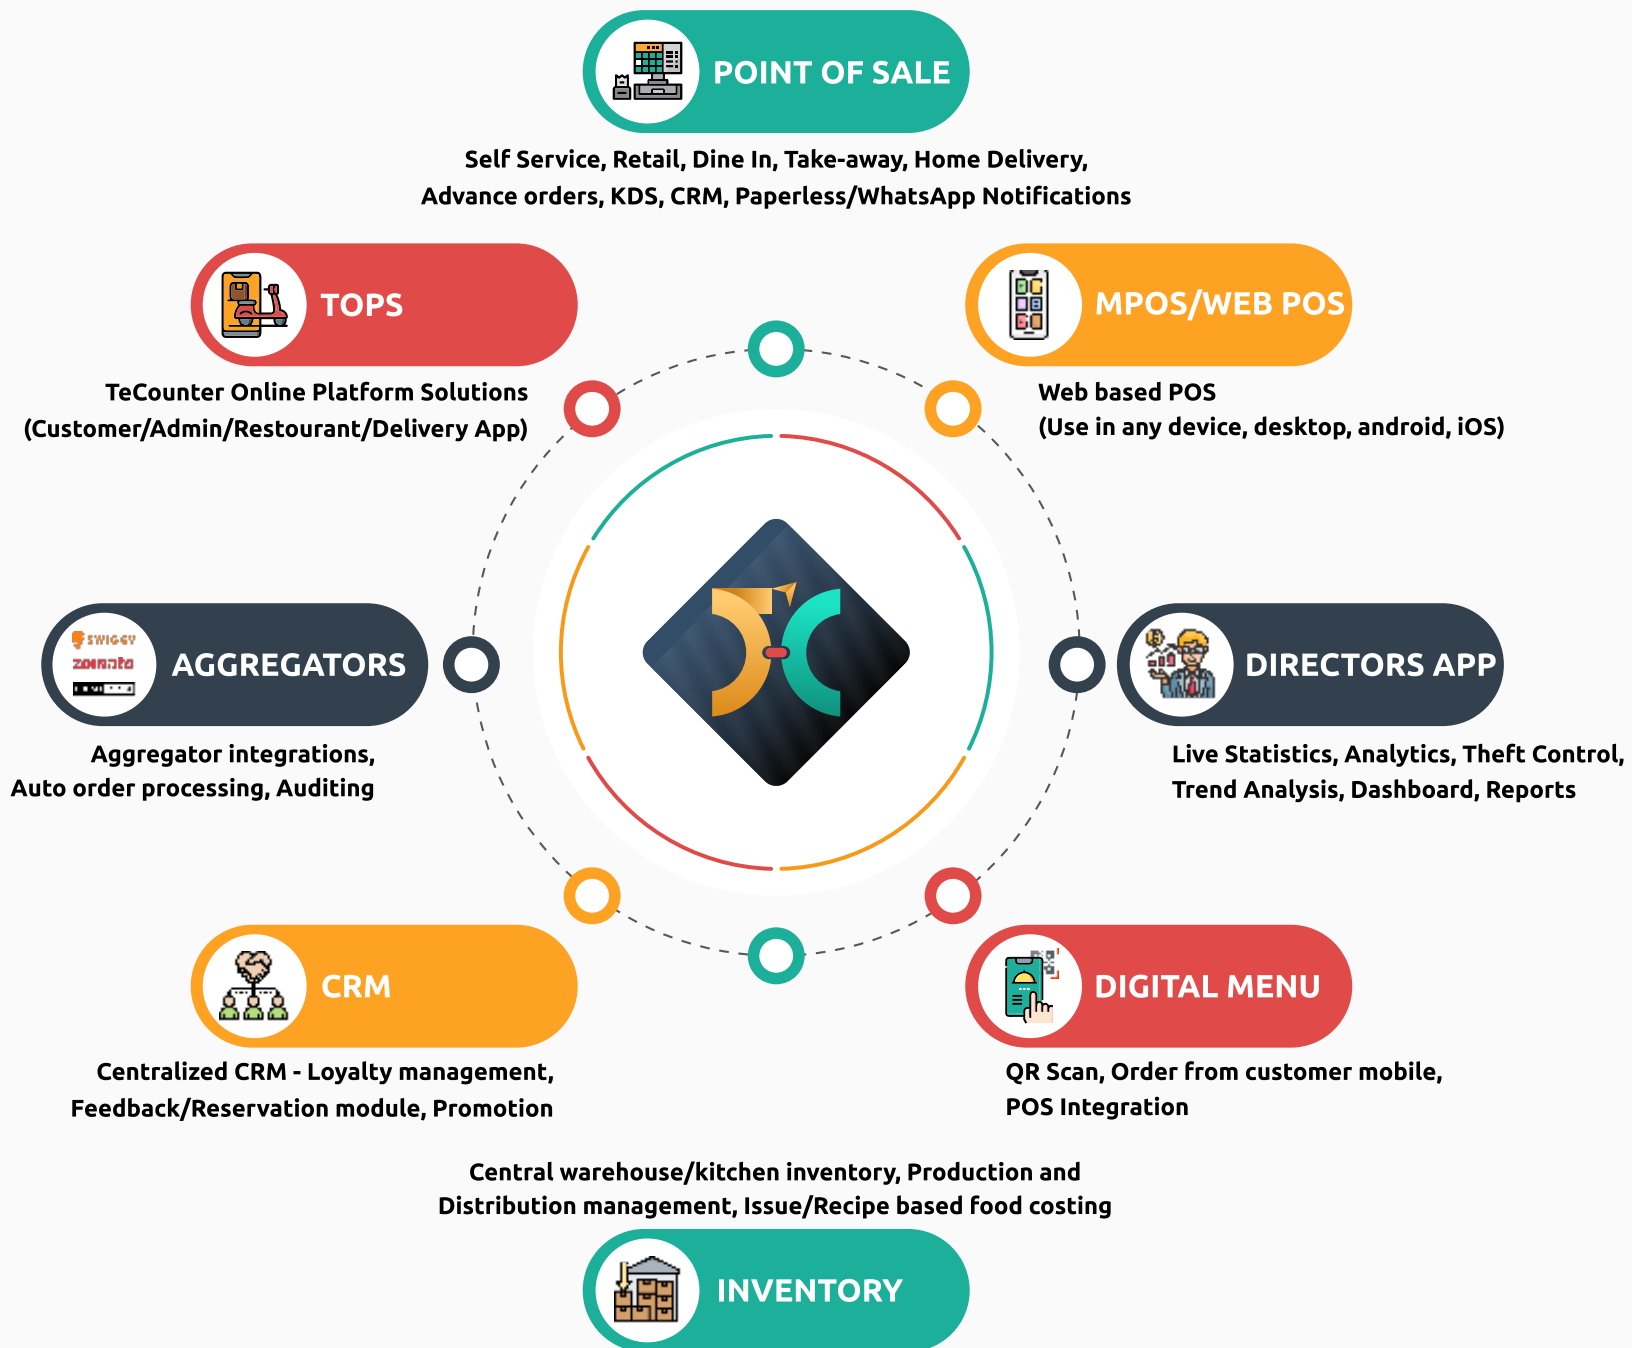 POINT OF SALE
Self Service, Retail, Dine In, Take-away, Home Delivery,
Advance orders, KDS, CRM, Paperless/WhatsApp Notifications
TOPS
TeCounter Online Platform Solutions
(Customer/Admin/Restourant/Delivery App)
MPOS/WEB POS
Web based POS
(Use in any device, desktop, android, iOS)
SWIGGY
zomato
AGGREGATORS
Aggregator integrations,
Auto order processing, Auditing
DIRECTORS APP
Live Statistics, Analytics, Theft Control,
Trend Analysis, Dashboard, Reports
CRM
Centralized CRM - Loyalty management,
Feedback/Reservation module, Promotion
DIGITAL MENU
QR Scan, Order from customer mobile,
POS Integration
Central warehouse/kitchen inventory, Production and
Distribution management, Issue/Recipe based food costing
INVENTORY